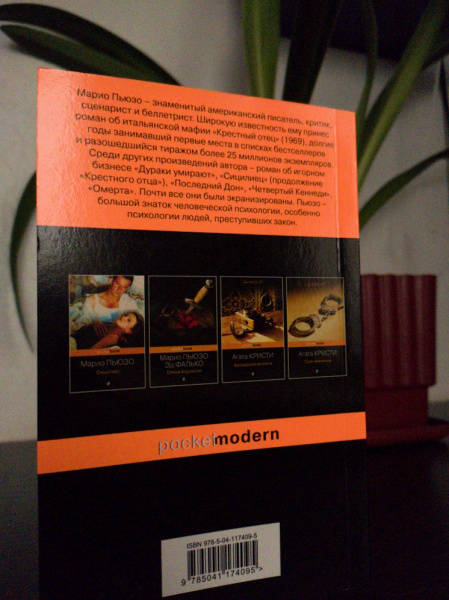 Марио Пьюзо – знаменитый американский писатель, критик,
сценарист и беллетрист. Широкую известность ему принес
роман об итальянской мафии «Крестный отец» (1969), долгие
годы занимавший первые места в списках бестселлеров
и разошедшийся тиражом более 25 миллионов экземпляров.
Среди других произведений автора – роман об игорном
бизнесе «Дураки умирают», «Сицилиец» (продолжение
«Крестного отца»), «Последний Дон», «Четвертый Кеннеди»,
«Омерта». Почти все они были экранизированы. Пьюзо –
большой знаток человеческой психологии, особенно
психологии людей, преступивших закон.
Марио ПЬЮЗО
Марио ПЬЮЗО
Эд ФАЛЬКО
Агата КРИСТИ
Агата КРИСТИ
pocketmodern
ISBN 978-5-04-117409-5
9 785041 174095 >